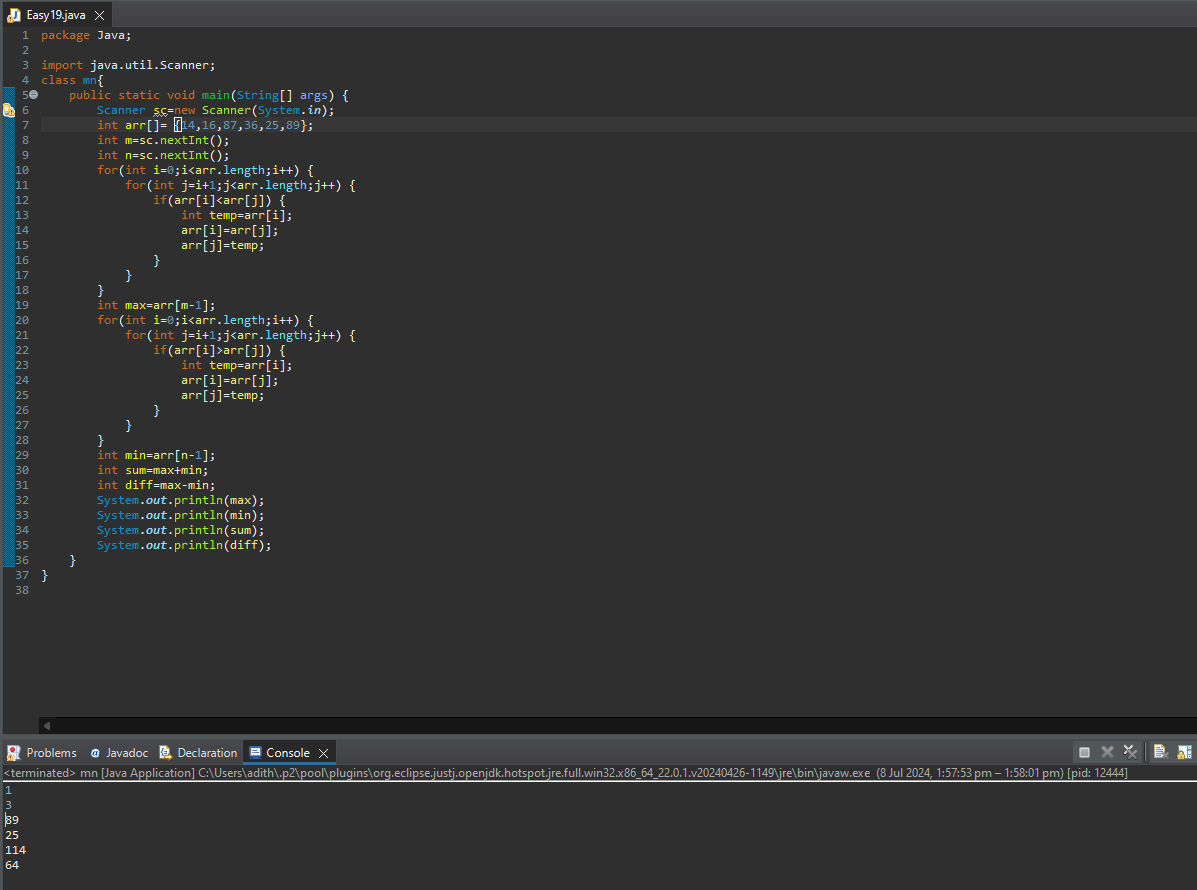 Easy19.java
1 package Java;
2
3 import java.util.Scanner;
4 class mn{
5 public static void main(String[] args) {
6 Scanner sc=new Scanner(System.in);
7 int arr[]= {14,16,87,36,25,89};
8 int m=sc.nextInt();
9 int n=sc.nextInt();
10 for(int i=0;i<arr.length;i++) {
11 for(int j=i+1;j<arr.length;j++) {
12 if(arr[i]<arr[j]) {
13 int temp=arr[i];
14 arr[i]=arr[j];
15 arr[j]=temp;
16 }
17 }
18 }
19 int max=arr[m-1];
20 for(int i=0;i<arr.length;i++) {
21 for(int j=i+1;j<arr.length;j++) {
22 if(arr[i]>arr[j]) {
23 int temp=arr[i];
24 arr[i]=arr[j];
25 arr[j]=temp;
26 }
27 }
28 }
29 int min=arr[n-1];
30 int sum=max+min;
31 int diff=max-min;
32 System.out.println(max);
33 System.out.println(min);
34 System.out.println(sum);
35 System.out.println(diff);
36 }
37 }
38
Problems Javadoc Declaration Console
<terminated> mn [Java Application] C:\Users\adith\.p2\pool\plugins\org.eclipse.justj.openjdk.hotspot.jre.full.win32.x86_64_22.0.1.v20240426-1149\jre\bin\javaw.exe (8 Jul 2024, 1:57:53 pm – 1:58:01 pm) [pid: 12444]
1
3
89
25
114
64